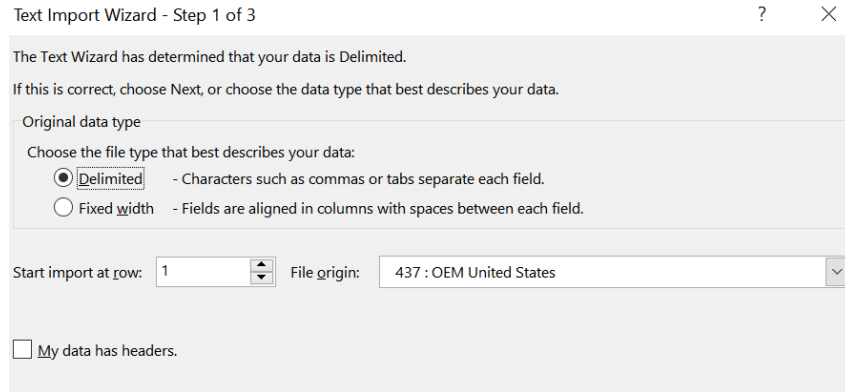 Text Import Wizard - Step 1 of 3 ?
The Text Wizard has determined that your data is Delimited.
If this is correct, choose Next, or choose the data type that best describes your data.
Original data type
Choose the file type that best describes your data:
Delimited - Characters such as commas or tabs separate each field.
Fixed width - Fields are aligned in columns with spaces between each field.
Start import at row: 1 File origin: 437 : OEM United States
My data has headers.